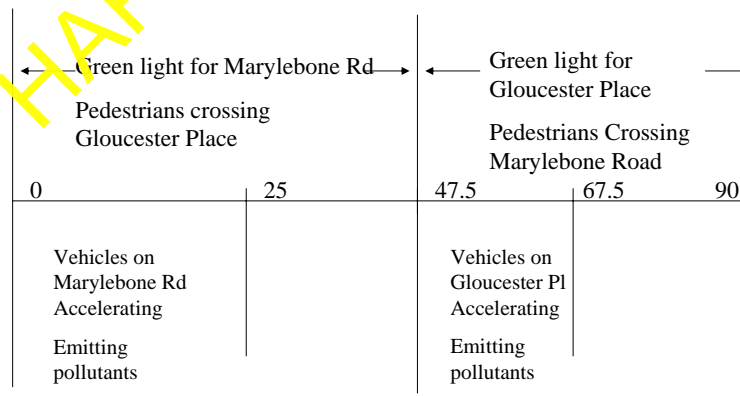 HAR
Green light for Marylebone Rd
Pedestrians crossing
Gloucester Place
Green light for
Gloucester Place
Pedestrians Crossing
Marylebone Road
0
25
47.5
67.5
90
Vehicles on
Marylebone Rd
Accelerating
Emitting
pollutants
Vehicles on
Gloucester Pl
Accelerating
Emitting
pollutants